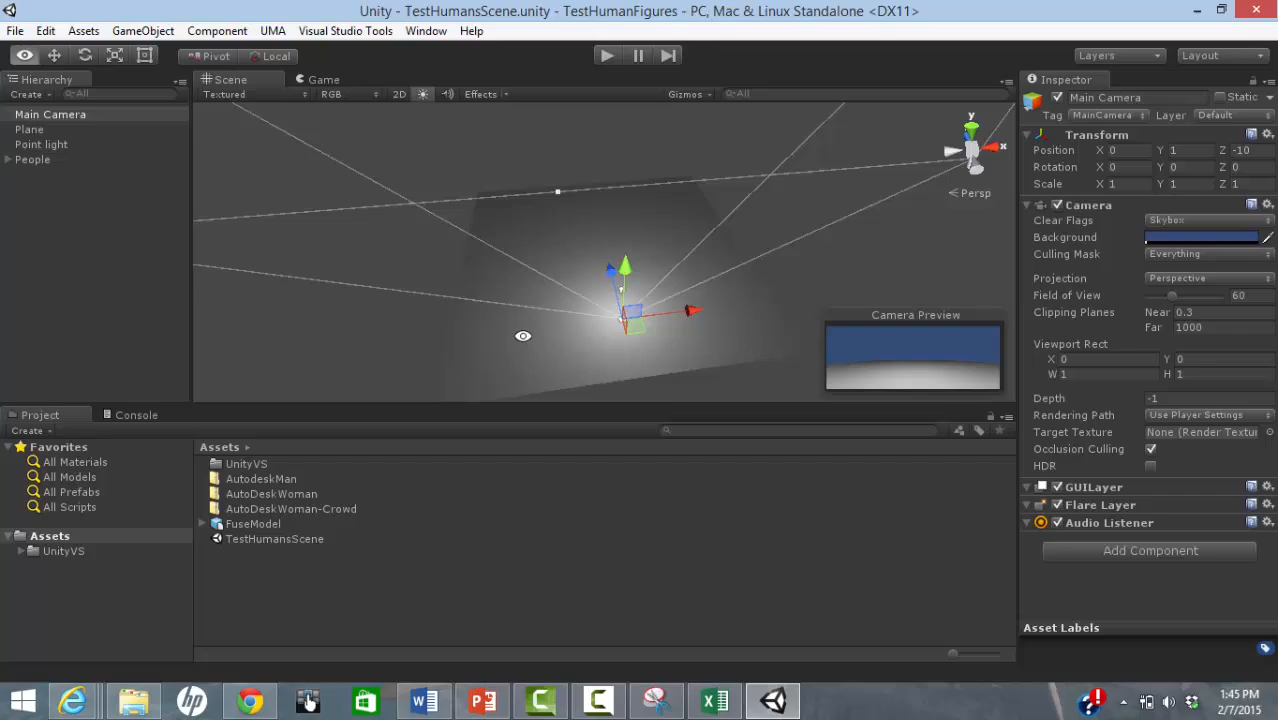 Unity - TestHumansScene.unity - TestHumanFigures - PC, Mac & Linux Standalone <DX11>
File Edit Assets GameObject Component UMA Visual Studio Tools Window Help
Pivot Local Layers Layout
Hierarchy
Create All
Main Camera
Plane
Point light
People
Scene Game
Textured RGB 2D Effects Gizmos All
y
x
Persp
Camera Preview
Inspector
Main Camera Static
Tag MainCamera Layer Default
Transform
Position X 0 Y 1 Z -10
Rotation X 0 Y 0 Z 0
Scale X 1 Y 1 Z 1
Camera
Clear Flags Skybox
Background
Culling Mask Everything
Projection Perspective
Field of View 60
Clipping Planes Near 0.3
Far 1000
Viewport Rect
X 0 Y 0
W 1 H 1
Depth -1
Rendering Path Use Player Settings
Target Texture None (Render Textur
Occlusion Culling
HDR
GUILayer
Flare Layer
Audio Listener
Add Component
Asset Labels
Project Console
Create
Favorites
All Materials
All Models
All Prefabs
All Scripts
Assets
UnityVS
Assets
UnityVS
AutodeskMan
AutoDeskWoman
AutoDeskWoman-Crowd
FuseModel
TestHumansScene
1:45 PM
2/7/2015